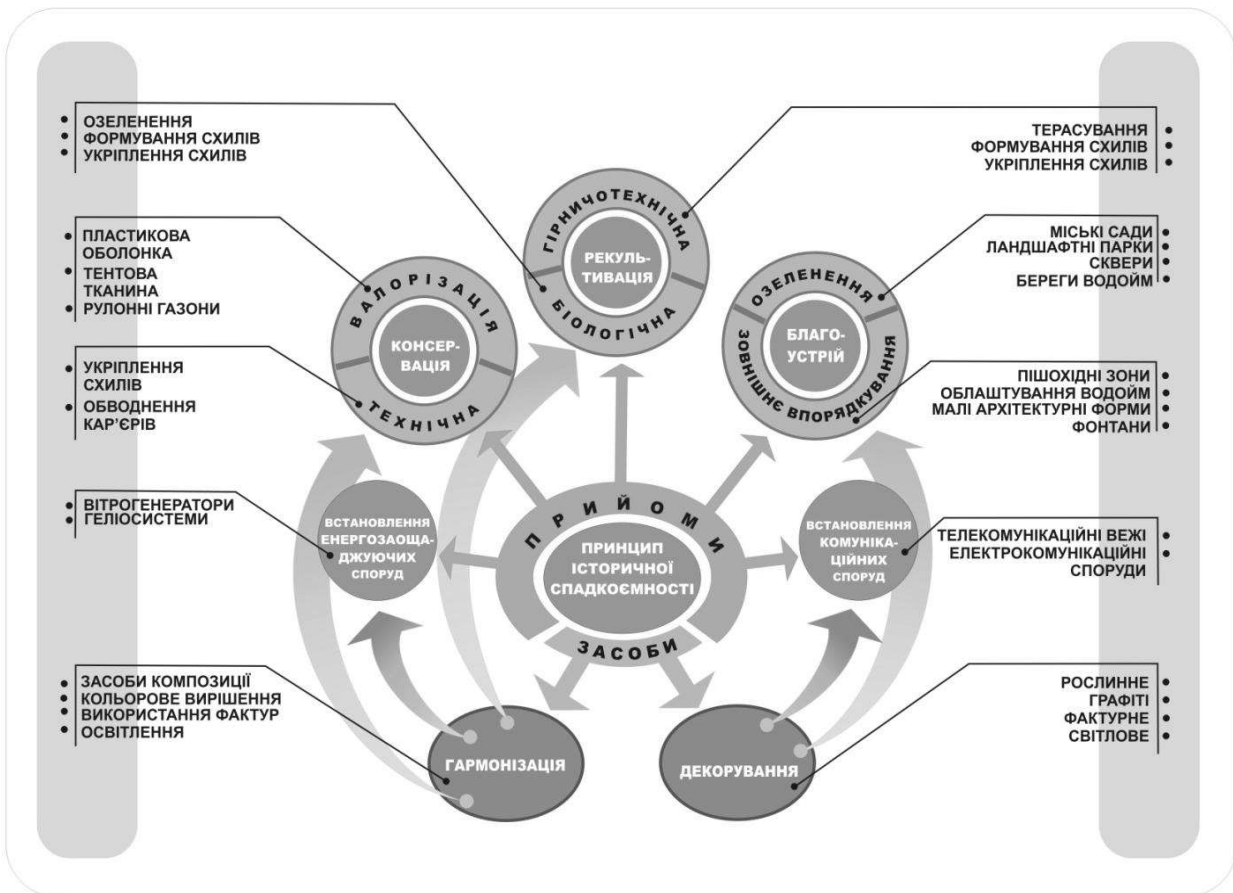 ОЗЕЛЕНЕННЯ
ФОРМУВАННЯ СХИЛІВ
УКРІПЛЕННЯ СХИЛІВ
ТЕРАСУВАННЯ
ФОРМУВАННЯ СХИЛІВ
УКРІПЛЕННЯ СХИЛІВ
ПЛАСТИКОВА
ОБОЛОНКА
ТЕНТОВА
ТКАНИНА
РУЛОННІ ГАЗОНИ
ГІРНИЧОТЕХНІЧНА
РЕКУЛЬ-
ТИВАЦІЯ
БІОЛОГІЧНА
МІСЬКІ САДИ
ЛАНДШАФТНІ ПАРКИ
СКВЕРИ
БЕРЕГИ ВОДОЙМ
ВАЛОРІЗАЦІЯ
КОНСЕР-
ВАЦІЯ
ТЕХНІЧНА
ОЗЕЛЕНЕННЯ
БЛАГО-
УСТРІЙ
ЗОВНІШНЄ ВПОРЯДКУВАННЯ
УКРІПЛЕННЯ
СХИЛІВ
ОБВОДНЕННЯ
КАР’ЄРІВ
ПІШОХІДНІ ЗОНИ
ОБЛАШТУВАННЯ ВОДОЙМ
МАЛІ АРХІТЕКТУРНІ ФОРМИ
ФОНТАНИ
ВІТРОГЕНЕРАТОРИ
ГЕЛІОСИСТЕМИ
ВСТАНОВЛЕННЯ
ЕНЕРГОЗАОЩА-
ДЖУЮЧИХ
СПОРУД
ПРИЙОМИ
ПРИНЦИП
ІСТОРИЧНОЇ
СПАДКОЄМНОСТІ
ЗАСОБИ
ВСТАНОВЛЕННЯ
КОМУНІКА-
ЦІЙНИХ
СПОРУД
ТЕЛЕКОМУНІКАЦІЙНІ ВЕЖІ
ЕЛЕКТРОКОМУНІКАЦІЙНІ
СПОРУДИ
ЗАСОБИ КОМПОЗИЦІЇ
КОЛЬОРОВЕ ВИРІШЕННЯ
ВИКОРИСТАННЯ ФАКТУР
ОСВІТЛЕННЯ
ГАРМОНІЗАЦІЯ
ДЕКОРУВАННЯ
РОСЛИННЕ
ГРАФІТІ
ФАКТУРНЕ
СВІТЛОВЕ